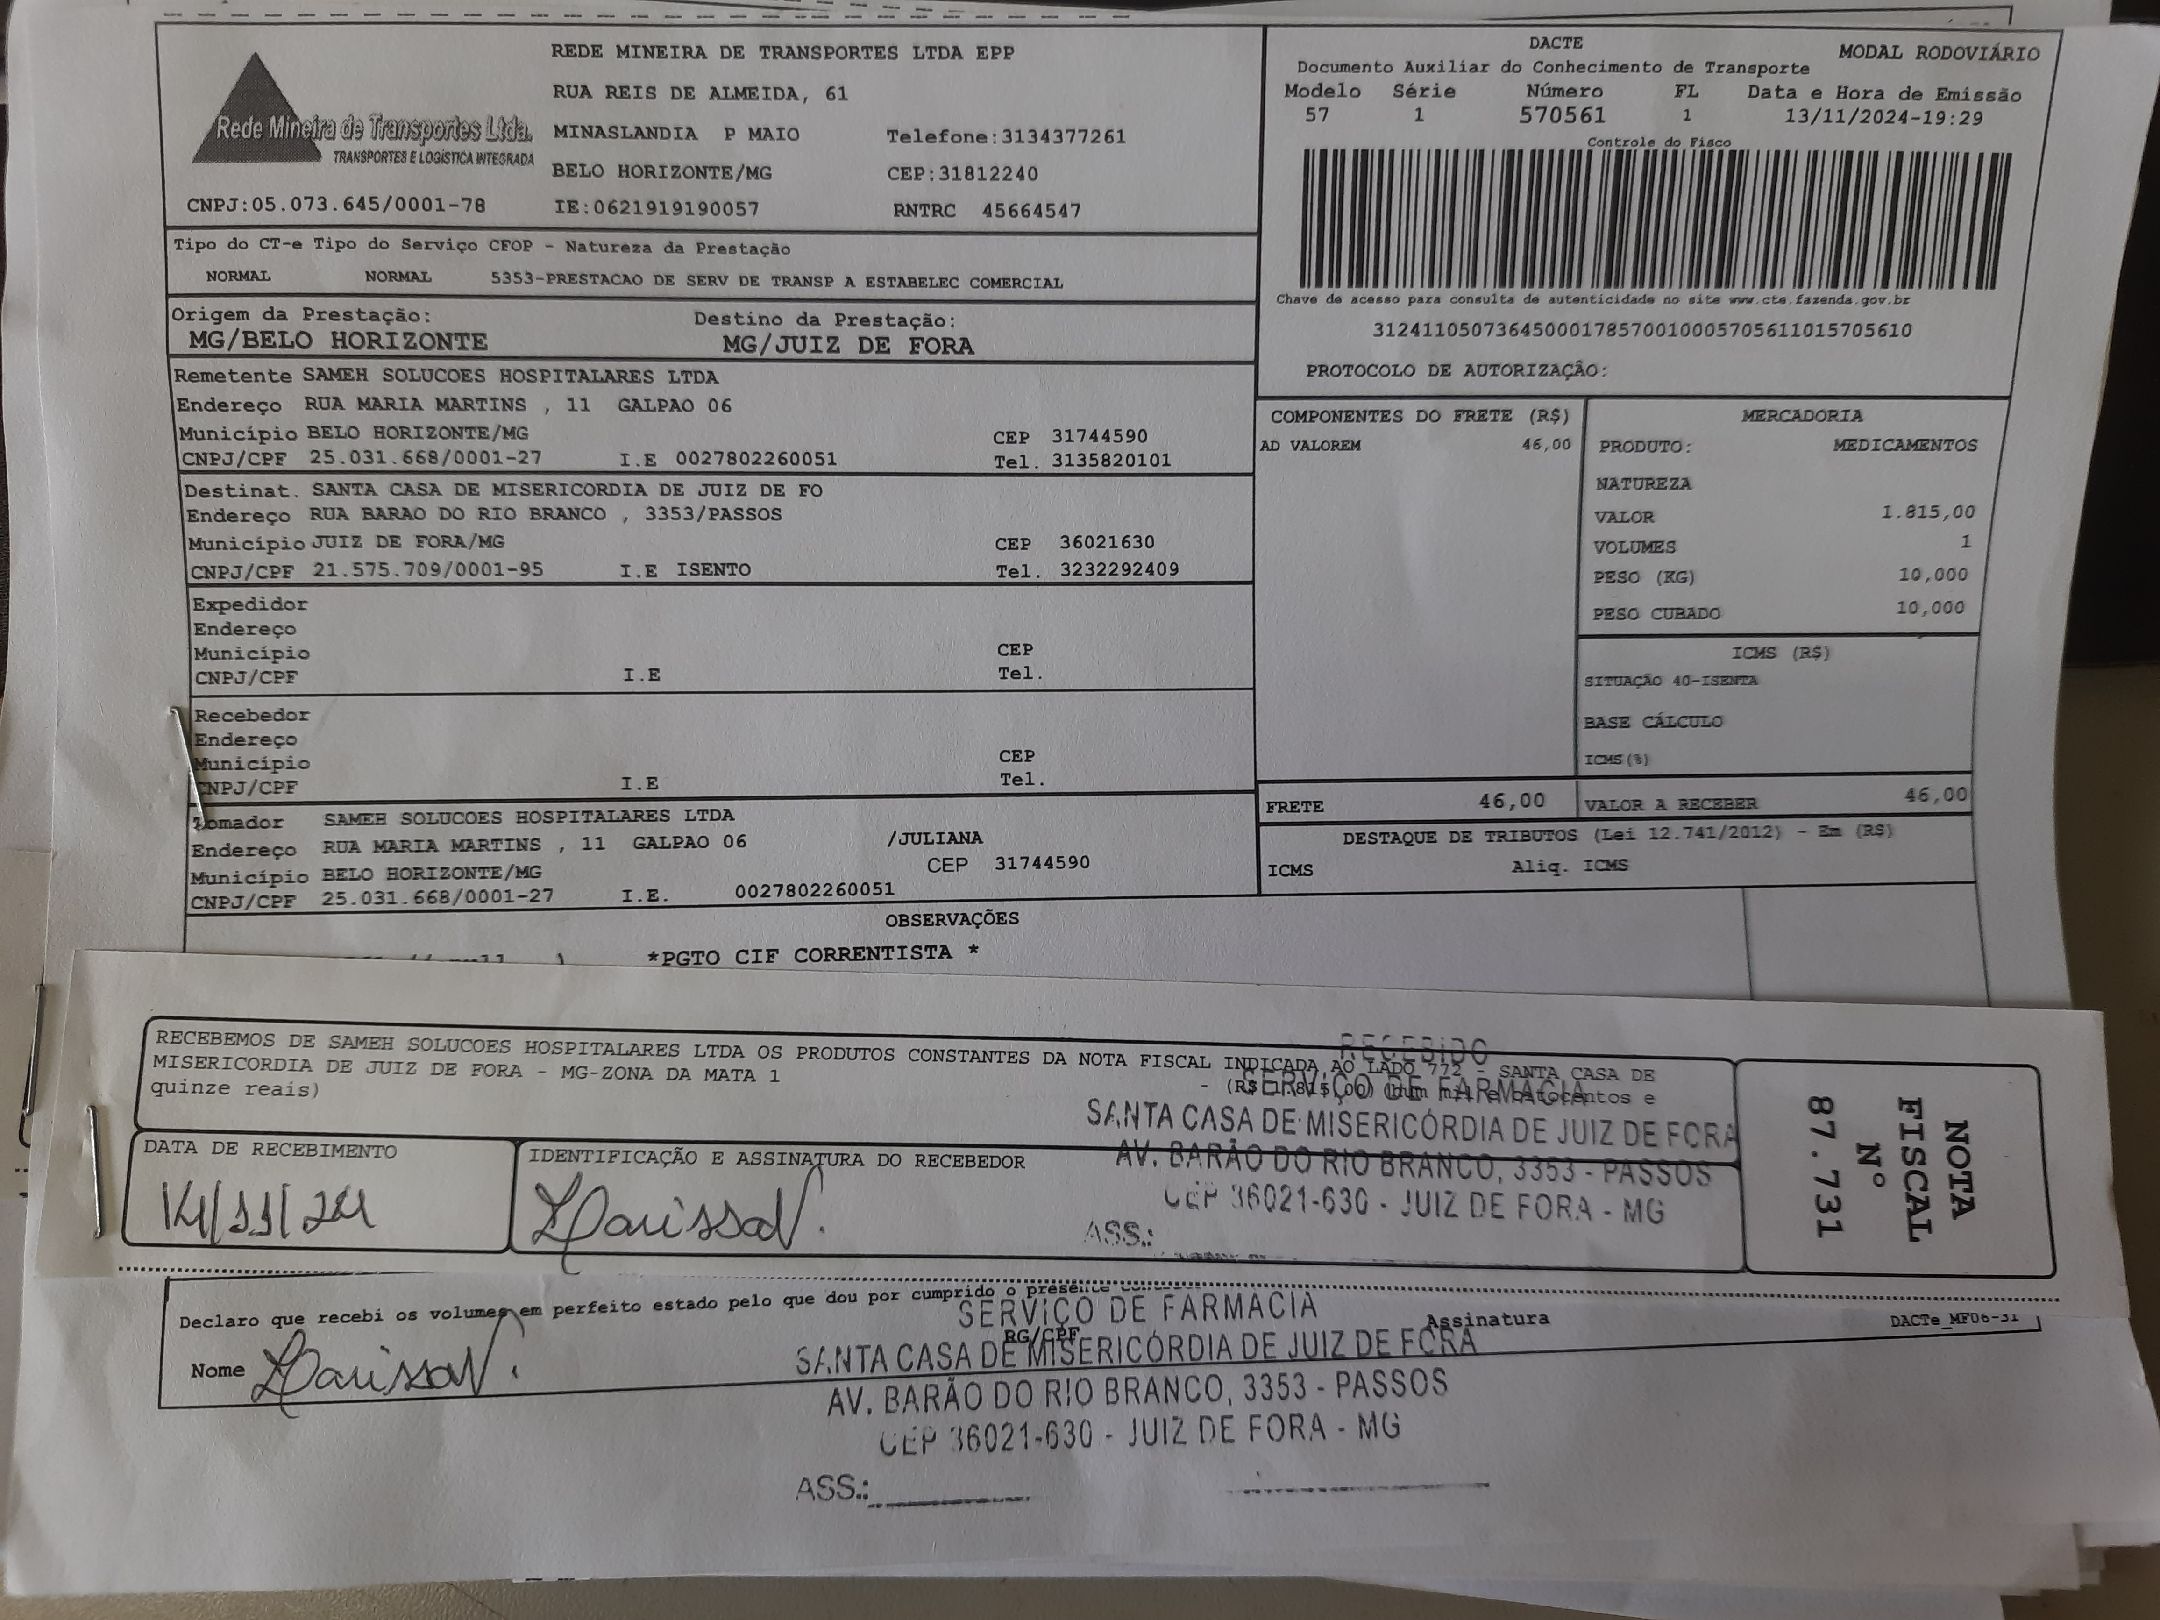 Rede Mineira de Transportes Ltda.
TRANSPORTES E LOGÍSTICA INTEGRADA
CNPJ:05.073.645/0001-78
REDE MINEIRA DE TRANSPORTES LTDA EPP
RUA REIS DE ALMEIDA, 61
MINASLANDIA P MAIO Telefone:3134377261
BELO HORIZONTE/MG CEP:31812240
IE:0621919190057 RNTRC 45664547
DACTE MODAL RODOVIÁRIO
Documento Auxiliar do Conhecimento de Transporte
Modelo Série Número FL Data e Hora de Emissão
57 1 570561 1 13/11/2024-19:29
Controle do Fisco
Chave de acesso para consulta de autenticidade no site www.cte.fazenda.gov.br
31241105073645000178570010005705611015705610
PROTOCOLO DE AUTORIZAÇÃO:
Tipo do CT-e Tipo do Serviço CFOP - Natureza da Prestação
NORMAL NORMAL 5353-PRESTACAO DE SERV DE TRANSP A ESTABELEC COMERCIAL
Origem da Prestação: Destino da Prestação:
MG/BELO HORIZONTE MG/JUIZ DE FORA
Remetente SAMEH SOLUCOES HOSPITALARES LTDA
Endereço RUA MARIA MARTINS , 11 GALPAO 06
Município BELO HORIZONTE/MG CEP 31744590
CNPJ/CPF 25.031.668/0001-27 I.E 0027802260051 Tel. 3135820101
Destinat. SANTA CASA DE MISERICORDIA DE JUIZ DE FO
Endereço RUA BARAO DO RIO BRANCO , 3353/PASSOS
Município JUIZ DE FORA/MG CEP 36021630
CNPJ/CPF 21.575.709/0001-95 I.E ISENTO Tel. 3232292409
Expedidor
Endereço
Município CEP
CNPJ/CPF I.E Tel.
Recebedor
Endereço
Município CEP
CNPJ/CPF I.E Tel.
Tomador SAMEH SOLUCOES HOSPITALARES LTDA
Endereço RUA MARIA MARTINS , 11 GALPAO 06 /JULIANA
Município BELO HORIZONTE/MG CEP 31744590
CNPJ/CPF 25.031.668/0001-27 I.E. 0027802260051
COMPONENTES DO FRETE (R$)
AD VALOREM 46,00
MERCADORIA
PRODUTO: MEDICAMENTOS
NATUREZA
VALOR 1.815,00
VOLUMES 1
PESO (KG) 10,000
PESO CUBADO 10,000
ICMS (R$)
SITUAÇÃO 40-ISENTA
BASE CÁLCULO
ICMS(%)
FRETE 46,00 VALOR A RECEBER 46,00
DESTAQUE DE TRIBUTOS (Lei 12.741/2012) - Em (R$)
ICMS Aliq. ICMS
OBSERVAÇÕES
*PGTO CIF CORRENTISTA *
RECEBEMOS DE SAMEH SOLUCOES HOSPITALARES LTDA OS PRODUTOS CONSTANTES DA NOTA FISCAL INDICADA AO LADO 772 - SANTA CASA DE
MISERICORDIA DE JUIZ DE FORA - MG-ZONA DA MATA 1 - (R$ 1.815,00) (hum mil e oitocentos e
quinze reais)
DATA DE RECEBIMENTO
14/11/24
IDENTIFICAÇÃO E ASSINATURA DO RECEBEDOR
Larissa
RECEBIDO
SERVIÇO DE FARMACIA
SANTA CASA DE MISERICÓRDIA DE JUIZ DE FORA
AV. BARÃO DO RIO BRANCO, 3353 - PASSOS
CEP 36021-630 - JUIZ DE FORA - MG
ASS.:
NOTA
FISCAL
Nº
87.731
Declaro que recebi os volumes em perfeito estado pelo que dou por cumprido o presente
Nome Larissa RG/CPF Assinatura DACTe_MF06-31
SERVIÇO DE FARMACIA
SANTA CASA DE MISERICÓRDIA DE JUIZ DE FORA
AV. BARÃO DO RIO BRANCO, 3353 - PASSOS
CEP 36021-630 - JUIZ DE FORA - MG
ASS.: